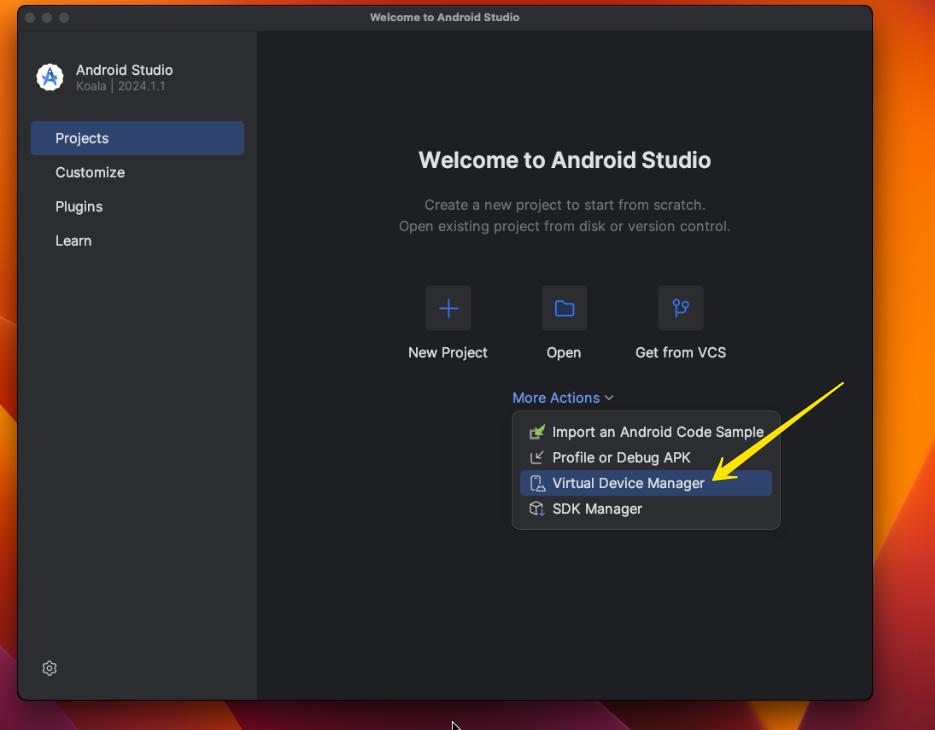 Welcome to Android Studio
Android Studio
Koala | 2024.1.1
Projects
Customize
Plugins
Learn
Welcome to Android Studio
Create a new project to start from scratch.
Open existing project from disk or version control.
New Project
Open
Get from VCS
More Actions
Import an Android Code Sample
Profile or Debug APK
Virtual Device Manager
SDK Manager